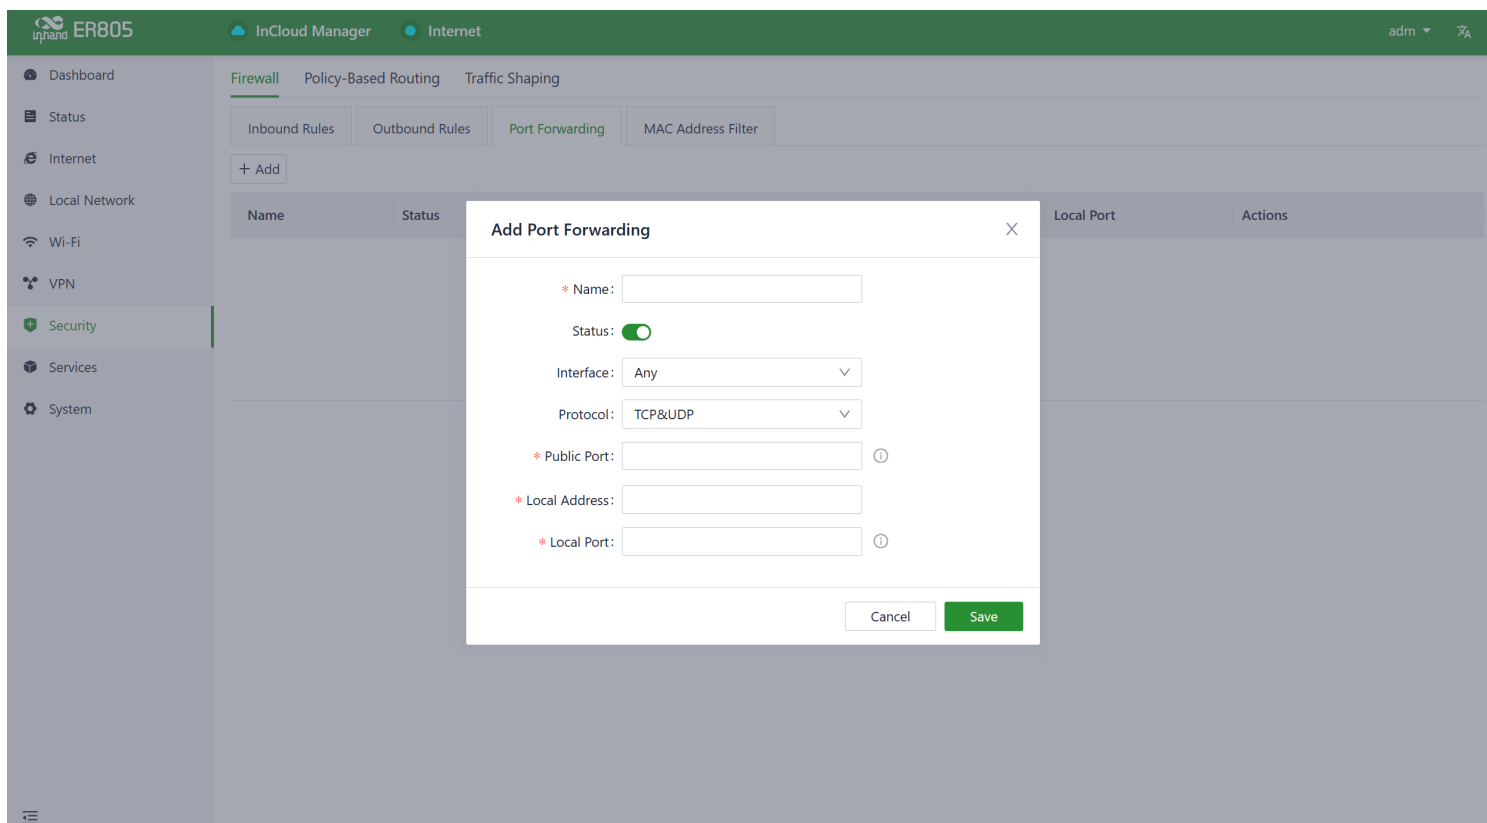 inhand ER805 InCloud Manager Internet adm
Dashboard
Status
Internet
Local Network
Wi-Fi
VPN
Security
Services
System
Firewall Policy-Based Routing Traffic Shaping
Inbound Rules Outbound Rules Port Forwarding MAC Address Filter
+ Add
Name Status Local Port Actions
Add Port Forwarding
* Name:
Status:
Interface: Any
Protocol: TCP&UDP
* Public Port:
* Local Address:
* Local Port:
Cancel Save